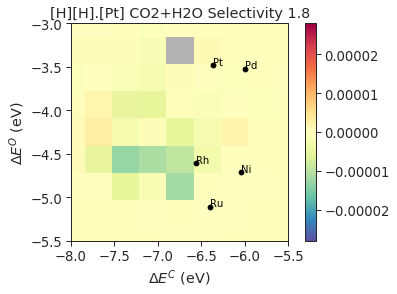 [H][H].[Pt] CO2+H2O Selectivity 1.8
−3.0
−3.5
−4.0
−4.5
−5.0
−5.5
ΔE^O (eV)
Pt
Pd
Rh
Ni
Ru
−8.0 −7.5 −7.0 −6.5 −6.0 −5.5
ΔE^C (eV)
0.00002
0.00001
0.00000
−0.00001
−0.00002